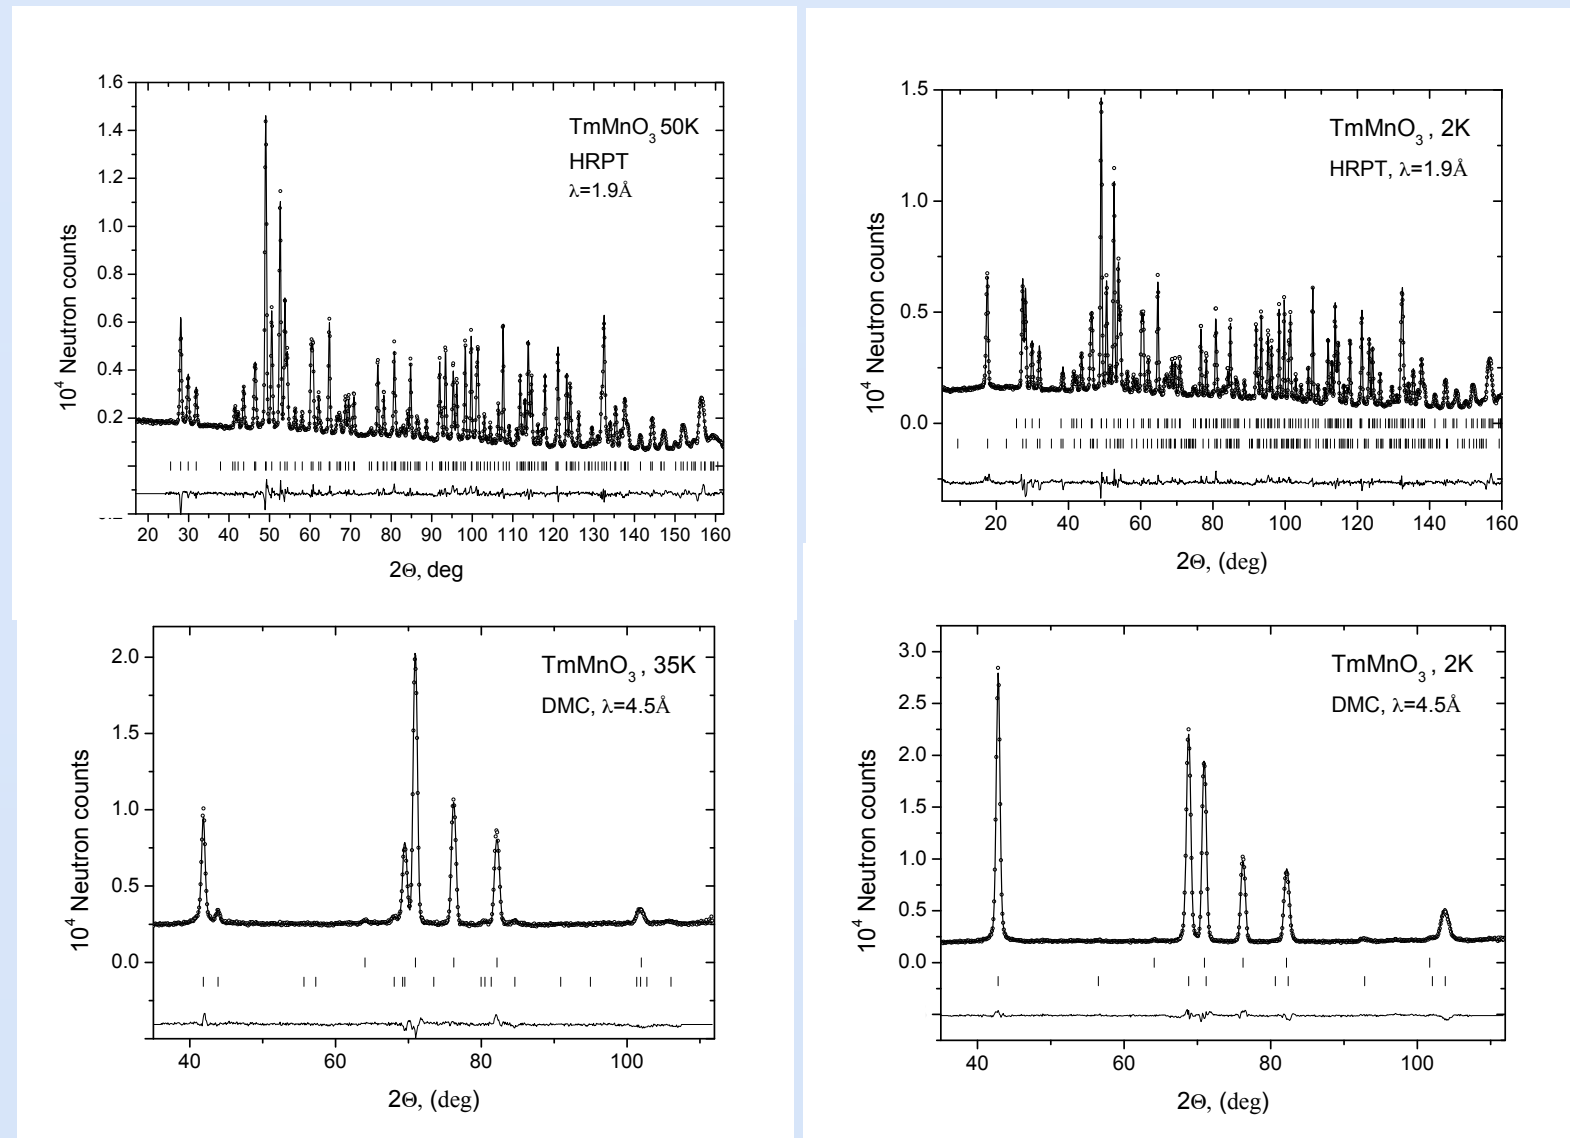 1.6
1.4
1.2
1.0
0.8
0.6
0.4
0.2
10⁴ Neutron counts
TmMnO₃ 50K
HRPT
λ=1.9Å
20 30 40 50 60 70 80 90 100 110 120 130 140 150 160
2Θ, deg
1.5
1.0
0.5
0.0
10⁴ Neutron counts
TmMnO₃ , 2K
HRPT, λ=1.9Å
20 40 60 80 100 120 140 160
2Θ, (deg)
2.0
1.5
1.0
0.5
0.0
10⁴ Neutron counts
TmMnO₃ , 35K
DMC, λ=4.5Å
40 60 80 100
2Θ, (deg)
3.0
2.5
2.0
1.5
1.0
0.5
0.0
10⁴ Neutron counts
TmMnO₃ , 2K
DMC, λ=4.5Å
40 60 80 100
2Θ, (deg)